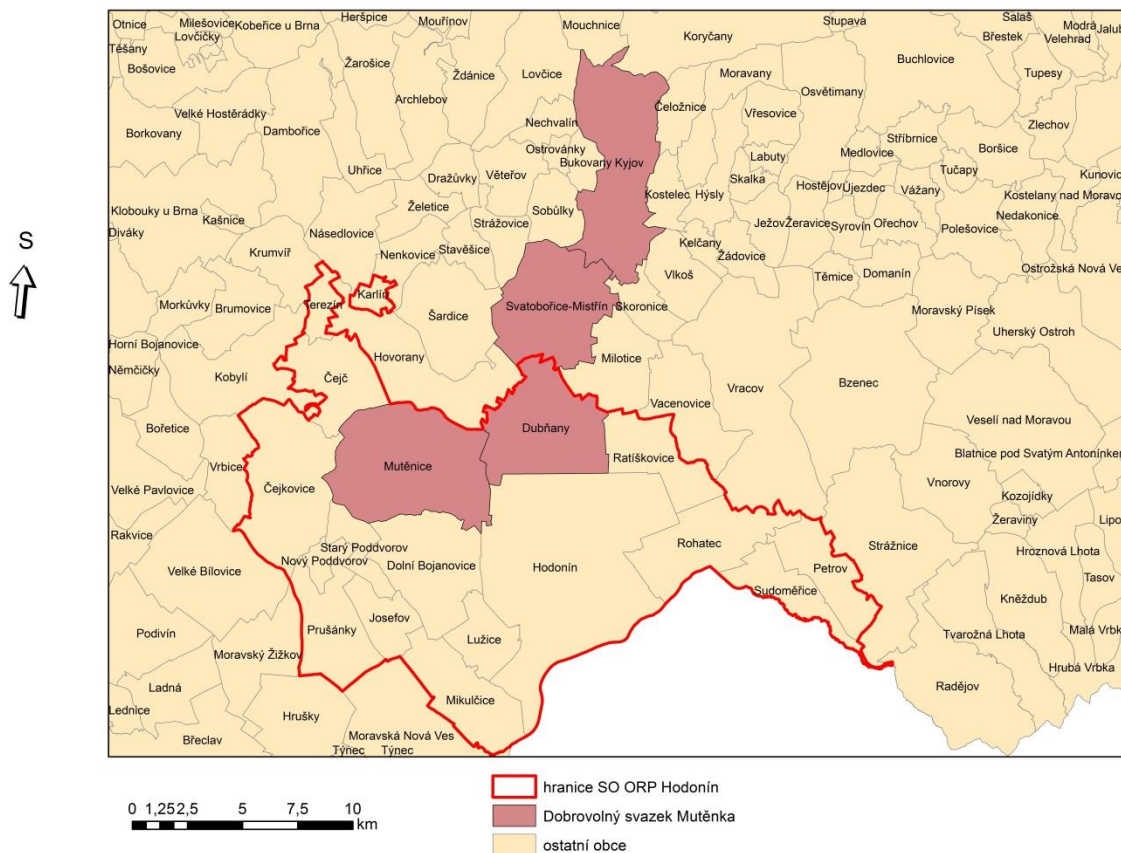 Otnice
Milešovice
Kobeřice u Brna
Heršpice
Mouřínov
Mouchnice
Stupava
Salaš
Modrá
Lovčičky
Koryčany
Břestek
Velehrad
Jalub
Těšany
Bošovice
Žarošice
Ždánice
Lovčice
Moravany
Buchlovice
Tupesy
Archlebov
Čeložnice
Osvětimany
Velké Hostěrádky
Nechvalín
Vřesovice
Zlechov
Borkovany
Dambořice
Ostrovánky
Stříbrnice
Bukovany
Kyjov
Labuty
Medlovice
Boršice
Uhřice
Dražůvky
Věteřov
Skalka
Tučapy
Kunovic
Kostelec
Hýsly
Hostějov
Újezdec
Vážany
Kostelany nad Moravo
Klobouky u Brna
Kašnice
Želetice
Sobůlky
Nedakonice
Diváky
Násedlovice
Strážovice
Ježov
Žeravice
Syrovín
Ořechov
Polešovice
S
Krumvíř
Nenkovice
Stavěšice
Kelčany
Žádovice
Vlkoš
Těmice
Domanín
Ostrožská Nová Ve
Morkůvky
Brumovice
Terezín
Karlín
Šardice
Svatobořice-Mistřín
Skoronice
Moravský Písek
Uherský Ostroh
Horní Bojanovice
Němčičky
Kobylí
Čejč
Hovorany
Milotice
Vracov
Bzenec
Vacenovice
Bořetice
Dubňany
Veselí nad Moravou
Vrbice
Mutěnice
Ratíškovice
Blatnice pod Svatým Antonínkem
Velké Pavlovice
Čejkovice
Vnorovy
Kozojídky
Žeraviny
Lipo
Rakvice
Starý Poddvorov
Rohatec
Strážnice
Hroznová Lhota
Velké Bílovice
Nový Poddvorov
Dolní Bojanovice
Hodonín
Petrov
Tasov
Sudoměřice
Kněždub
Josefov
Podivín
Prušánky
Lužice
Tvarožná Lhota
Malá Vrbk
Moravský Žižkov
Hrubá Vrbka
Ladná
Mikulčice
Radějov
Lednice
Hrušky
Břeclav
Moravská Nová Ves
Týnec
Týnec
hranice SO ORP Hodonín
0 1,25 2,5 5 7,5 10
km
Dobrovolný svazek Mutěnka
ostatní obce